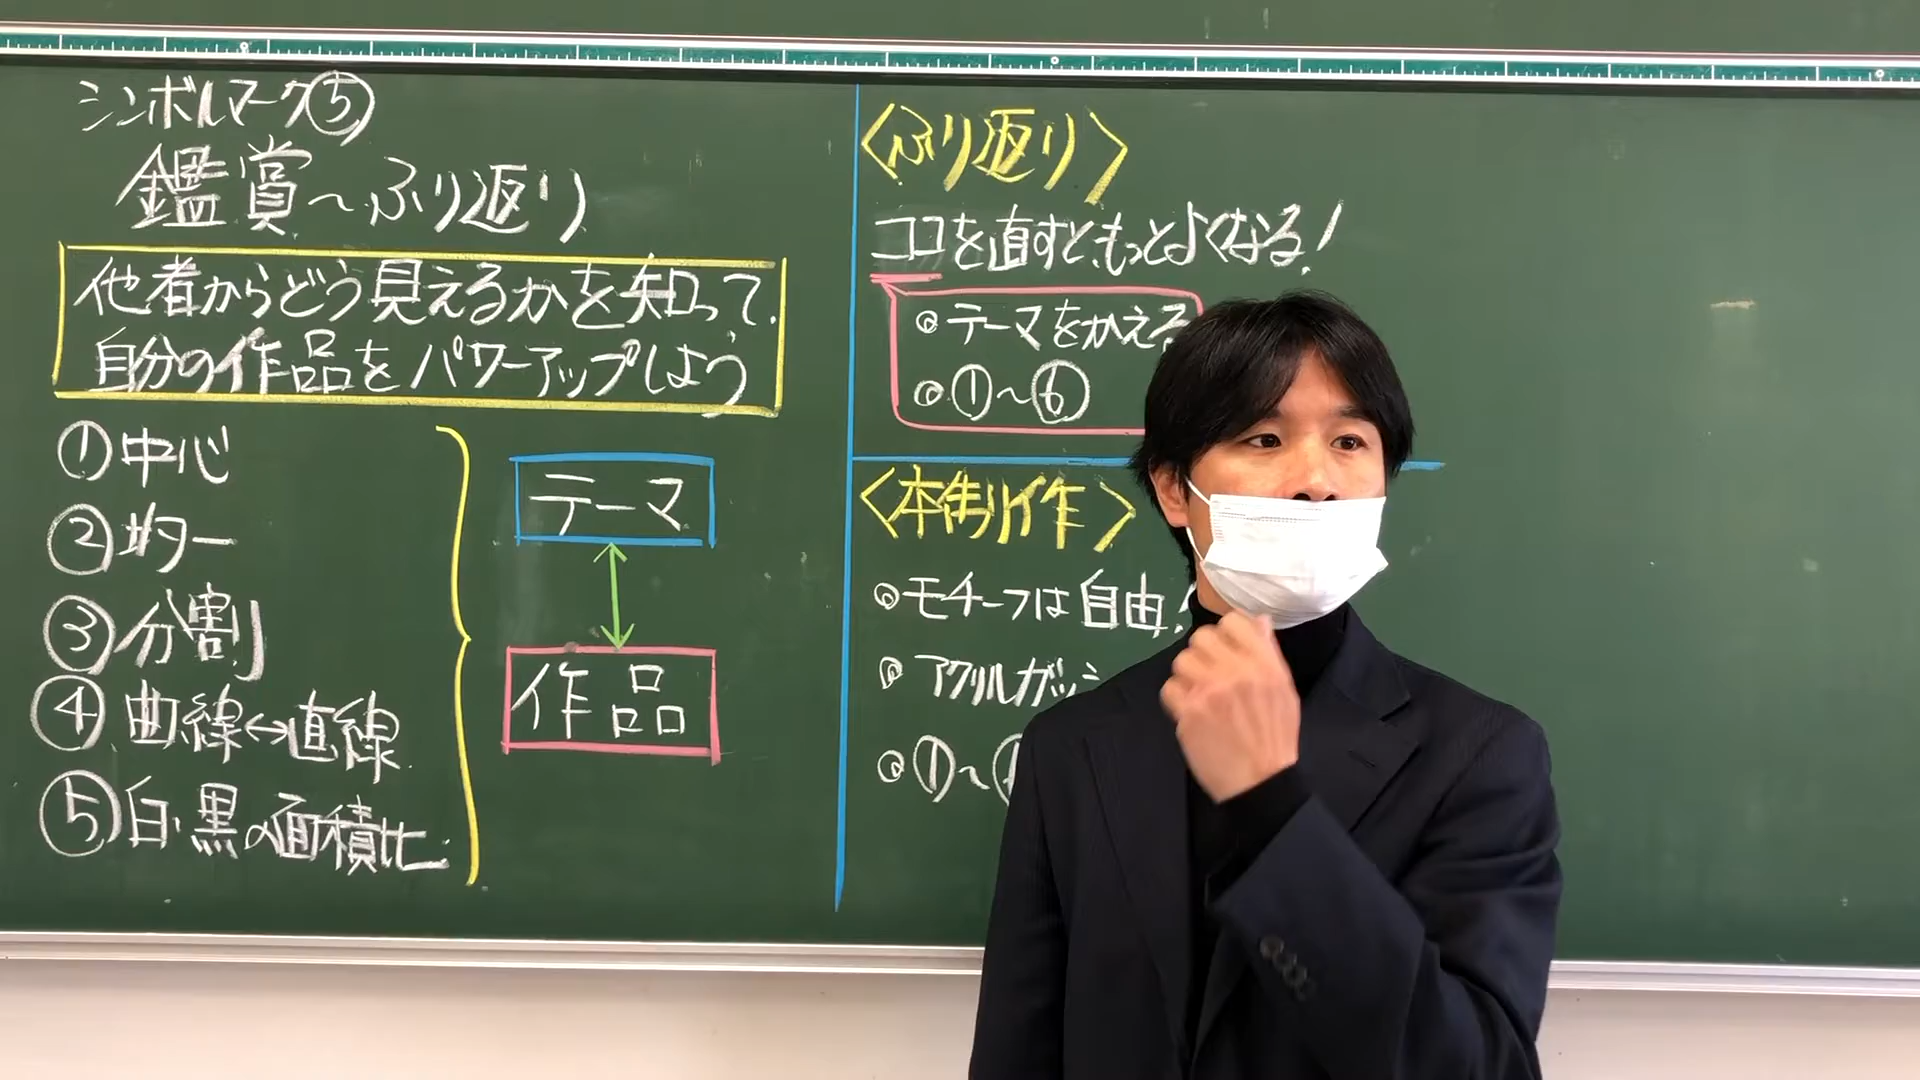 シンボルマーク⑤
鑑賞〜ふり返り
他者からどう見えるかを知って、
自分の作品をパワーアップしよう
①中心
②均一
③分割
④曲線↔直線
⑤白・黒の面積比
テーマ
作品
〈ふり返り〉
ココを直すと、もっとよくなる!
◎テーマをかえる
◎①〜⑥
〈本制作〉
◎モチーフは自由!
◎アクリルガッシ
◎①〜